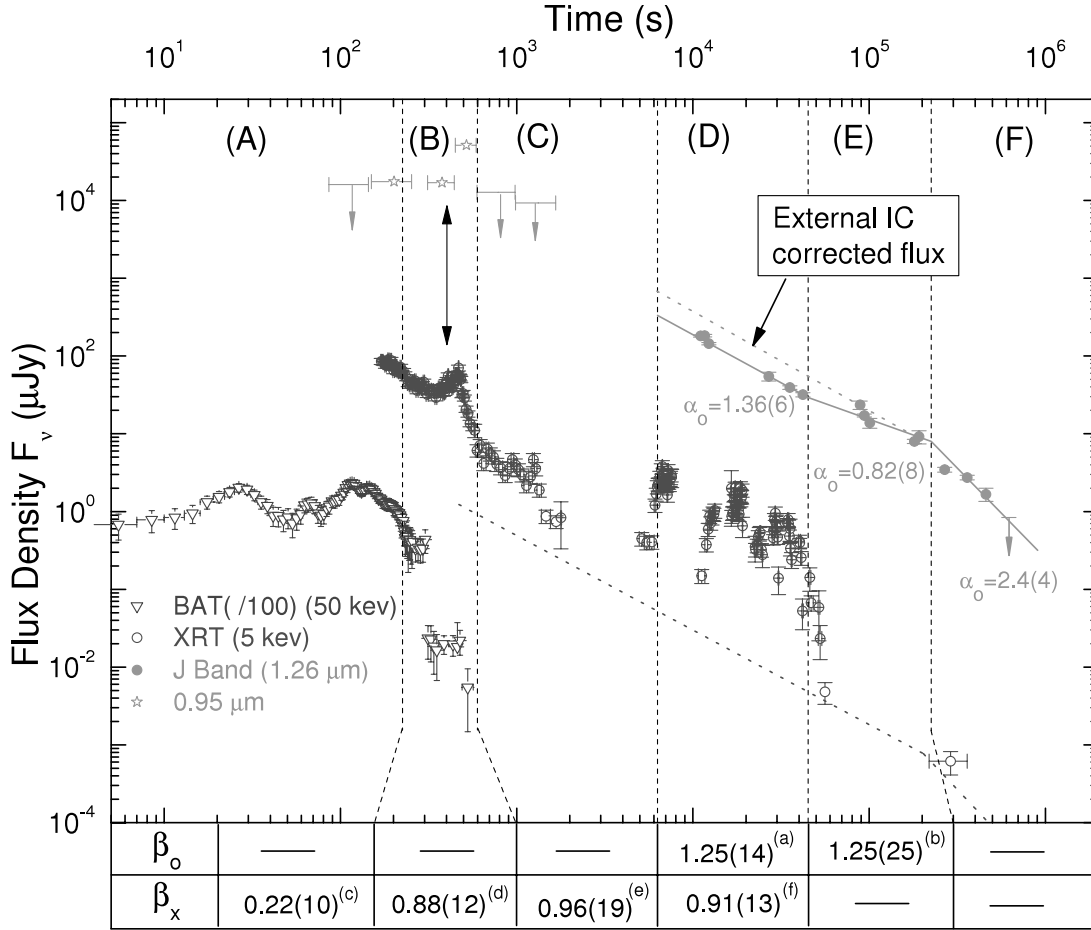 Time (s)
10^1 10^2 10^3 10^4 10^5 10^6
(A) (B) (C) (D) (E) (F)
External IC
corrected flux
10^4
10^2
10^0
10^-2
10^-4
Flux Density F_ν (μJy)
α_o=1.36(6)
α_o=0.82(8)
α_o=2.4(4)
BAT( /100) (50 kev)
XRT (5 kev)
J Band (1.26 μm)
0.95 μm
β_o — — — 1.25(14)^(a) 1.25(25)^(b) —
β_x 0.22(10)^(c) 0.88(12)^(d) 0.96(19)^(e) 0.91(13)^(f) — —